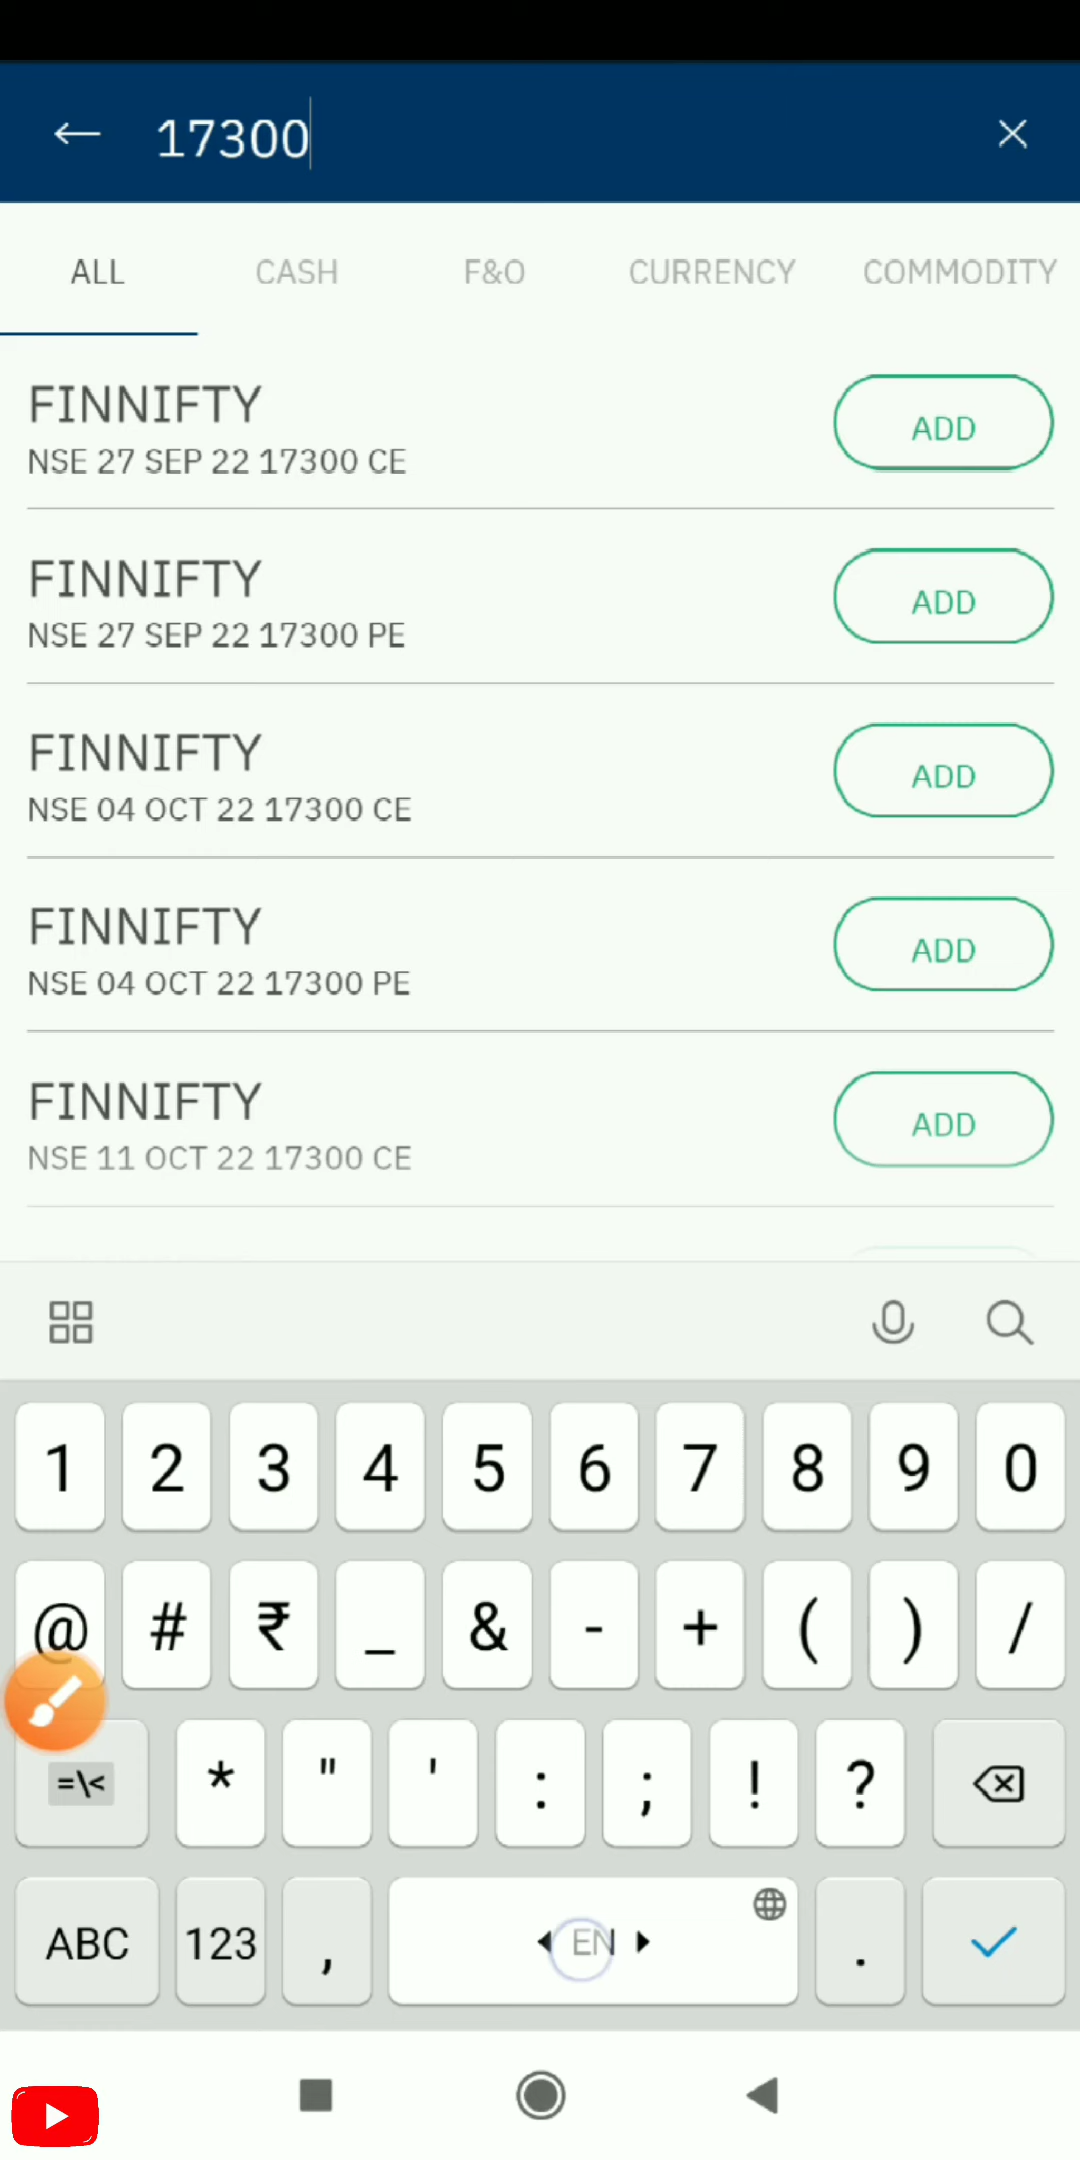 17300
ALL CASH F&O CURRENCY COMMODITY
FINNIFTY
NSE 27 SEP 22 17300 CE
ADD
FINNIFTY
NSE 27 SEP 22 17300 PE
ADD
FINNIFTY
NSE 04 OCT 22 17300 CE
ADD
FINNIFTY
NSE 04 OCT 22 17300 PE
ADD
FINNIFTY
NSE 11 OCT 22 17300 CE
ADD
1 2 3 4 5 6 7 8 9 0
@ # ₹ _ & - + ( ) /
=\< * " ' : ; ! ?
ABC 123 , EN .